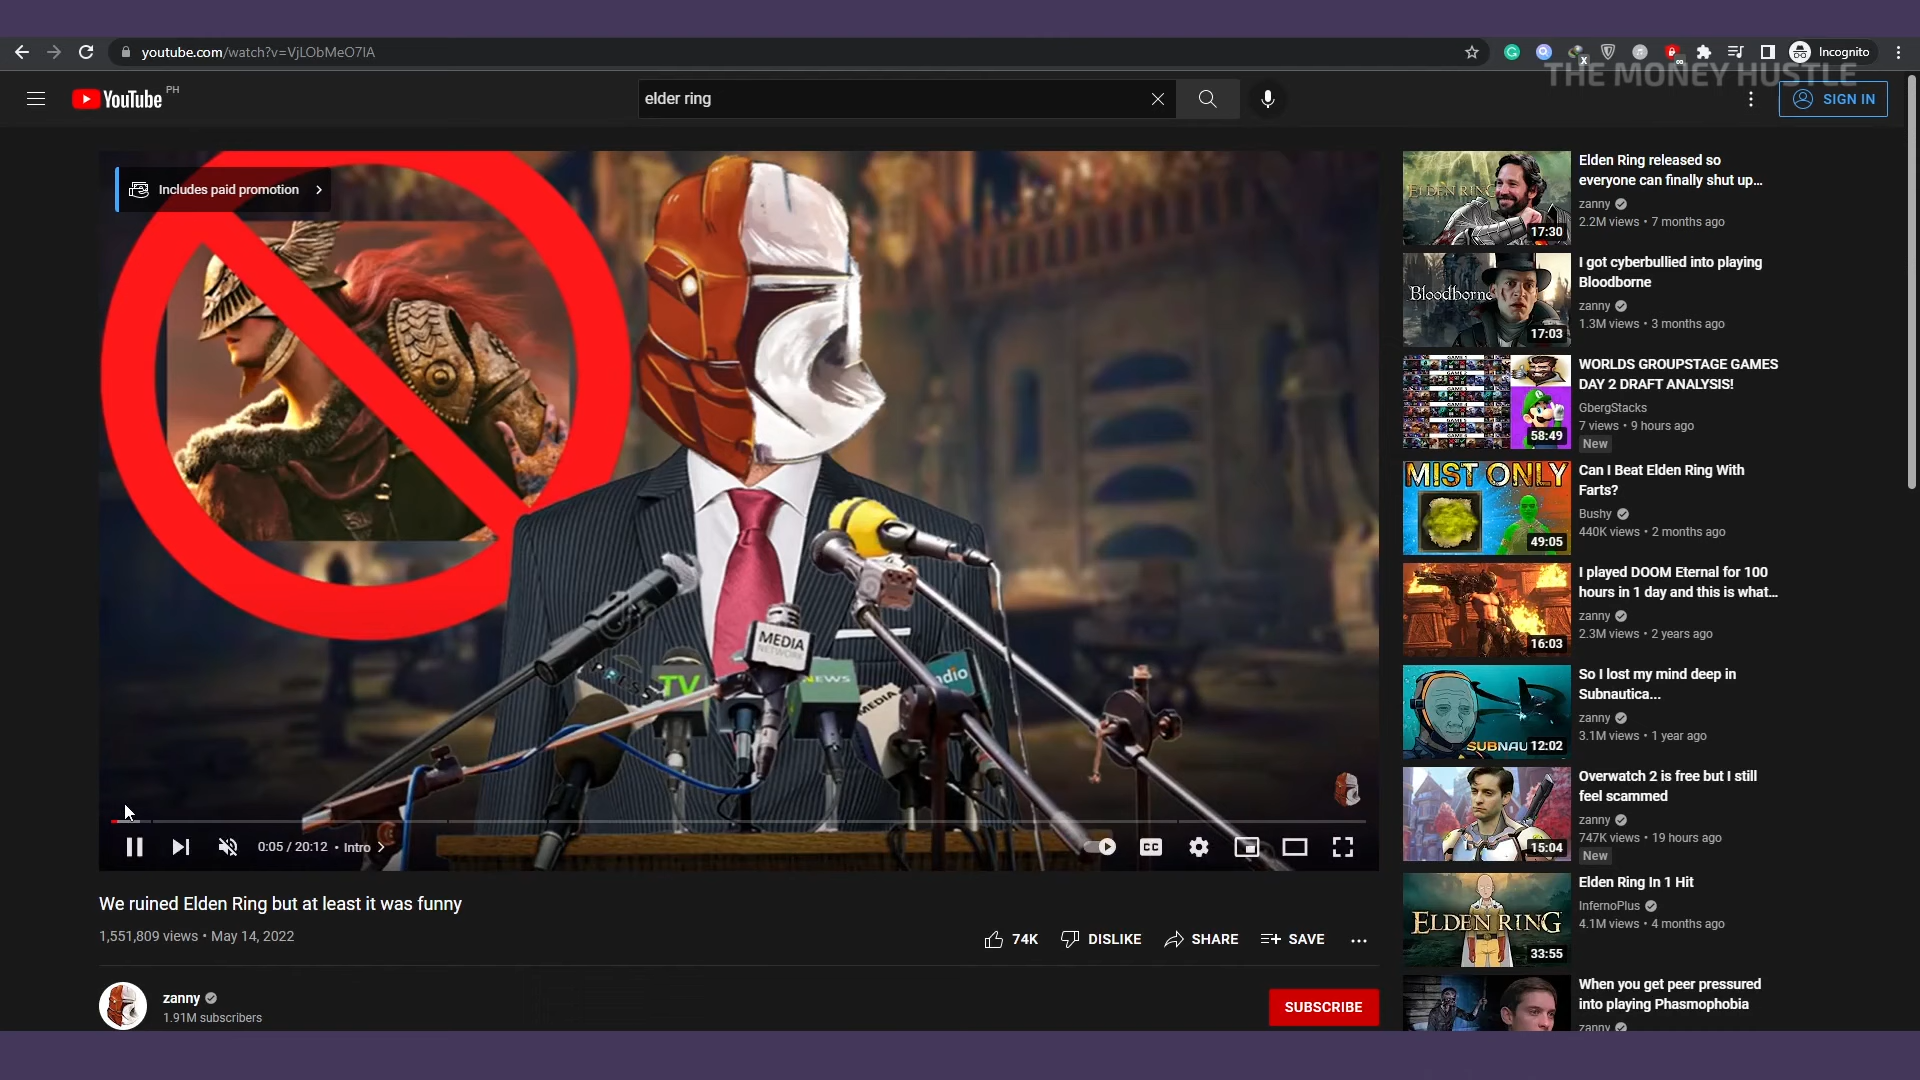 youtube.com/watch?v=VjLObMeO7lA
Incognito
THE MONEY HUSTLE
YouTube PH
elder ring
SIGN IN
Includes paid promotion
MEDIA
NETWORK
TV
NEWS
MEDIA
0:05 / 20:12 • Intro
CC
We ruined Elden Ring but at least it was funny
1,551,809 views • May 14, 2022
74K
DISLIKE
SHARE
SAVE
zanny
1.91M subscribers
SUBSCRIBE
ELDEN RING
17:30
Elden Ring released so
everyone can finally shut up...
zanny
2.2M views • 7 months ago
Bloodborne
17:03
I got cyberbullied into playing
Bloodborne
zanny
1.3M views • 3 months ago
58:49
WORLDS GROUPSTAGE GAMES
DAY 2 DRAFT ANALYSIS!
GbergStacks
7 views • 9 hours ago
New
MIST ONLY
49:05
Can I Beat Elden Ring With
Farts?
Bushy
440K views • 2 months ago
16:03
I played DOOM Eternal for 100
hours in 1 day and this is what...
zanny
2.3M views • 2 years ago
SUBNAU
12:02
So I lost my mind deep in
Subnautica...
zanny
3.1M views • 1 year ago
15:04
Overwatch 2 is free but I still
feel scammed
zanny
747K views • 19 hours ago
New
ELDEN RING
33:55
Elden Ring In 1 Hit
InfernoPlus
4.1M views • 4 months ago
When you get peer pressured
into playing Phasmophobia
zanny